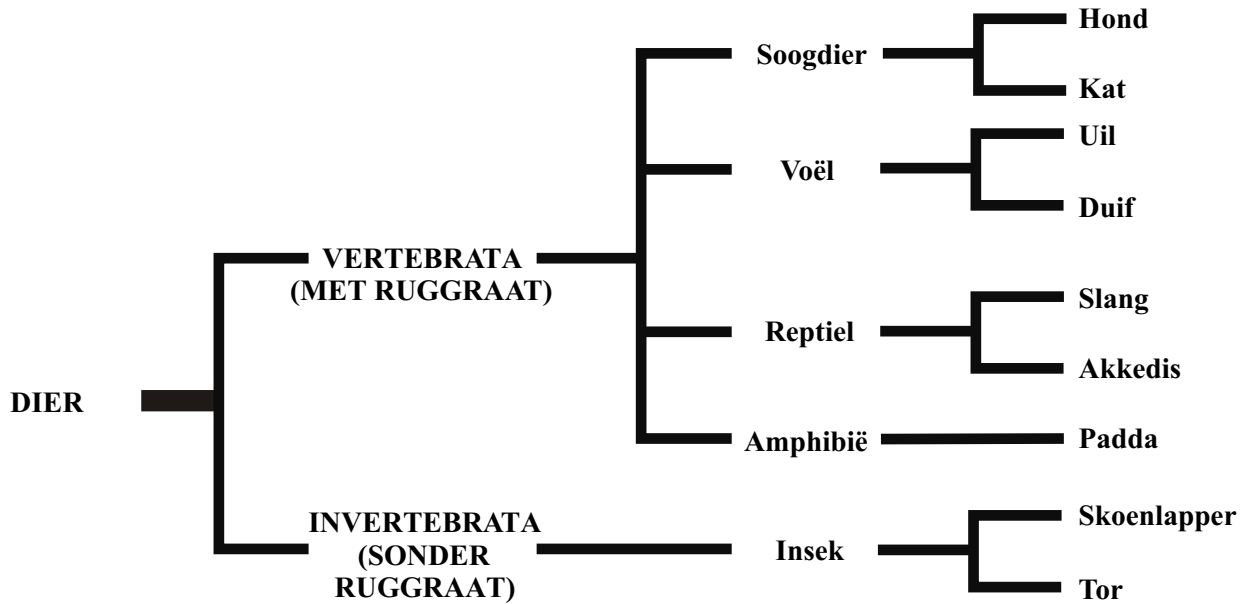 Hond
Soogdier
Kat
Uil
Voël
Duif
VERTEBRATA
(MET RUGGRAAT)
Slang
Reptiel
Akkedis
DIER
Amphibië
Padda
INVERTEBRATA
(SONDER
RUGGRAAT)
Skoenlapper
Insek
Tor